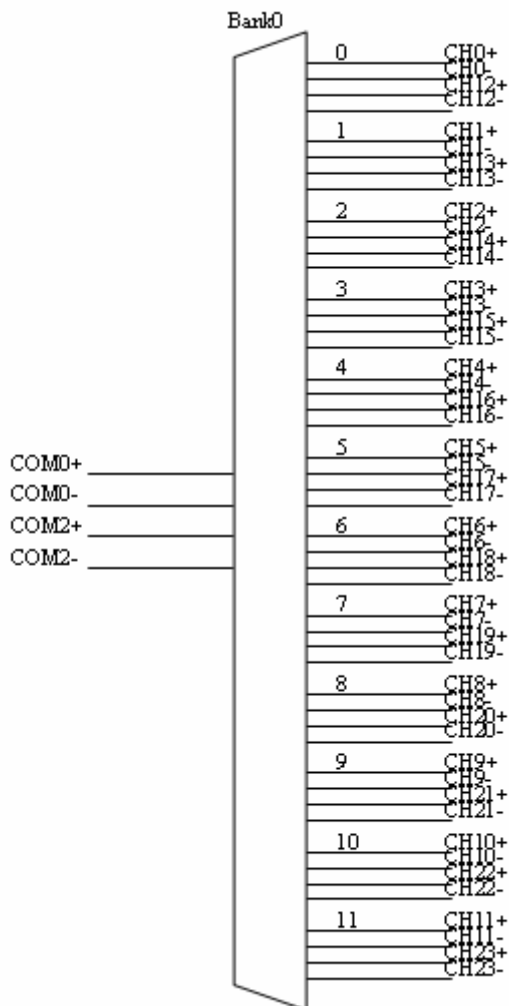 Bank0
0
CH0+
CH0-
CH12+
CH12-
1
CH1+
CH1-
CH13+
CH13-
2
CH2+
CH2-
CH14+
CH14-
3
CH3+
CH3-
CH15+
CH15-
4
CH4+
CH4-
CH16+
CH16-
5
CH5+
CH5-
CH17+
CH17-
COM0+
COM0-
COM2+
COM2-
6
CH6+
CH6-
CH18+
CH18-
7
CH7+
CH7-
CH19+
CH19-
8
CH8+
CH8-
CH20+
CH20-
9
CH9+
CH9-
CH21+
CH21-
10
CH10+
CH10-
CH22+
CH22-
11
CH11+
CH11-
CH23+
CH23-